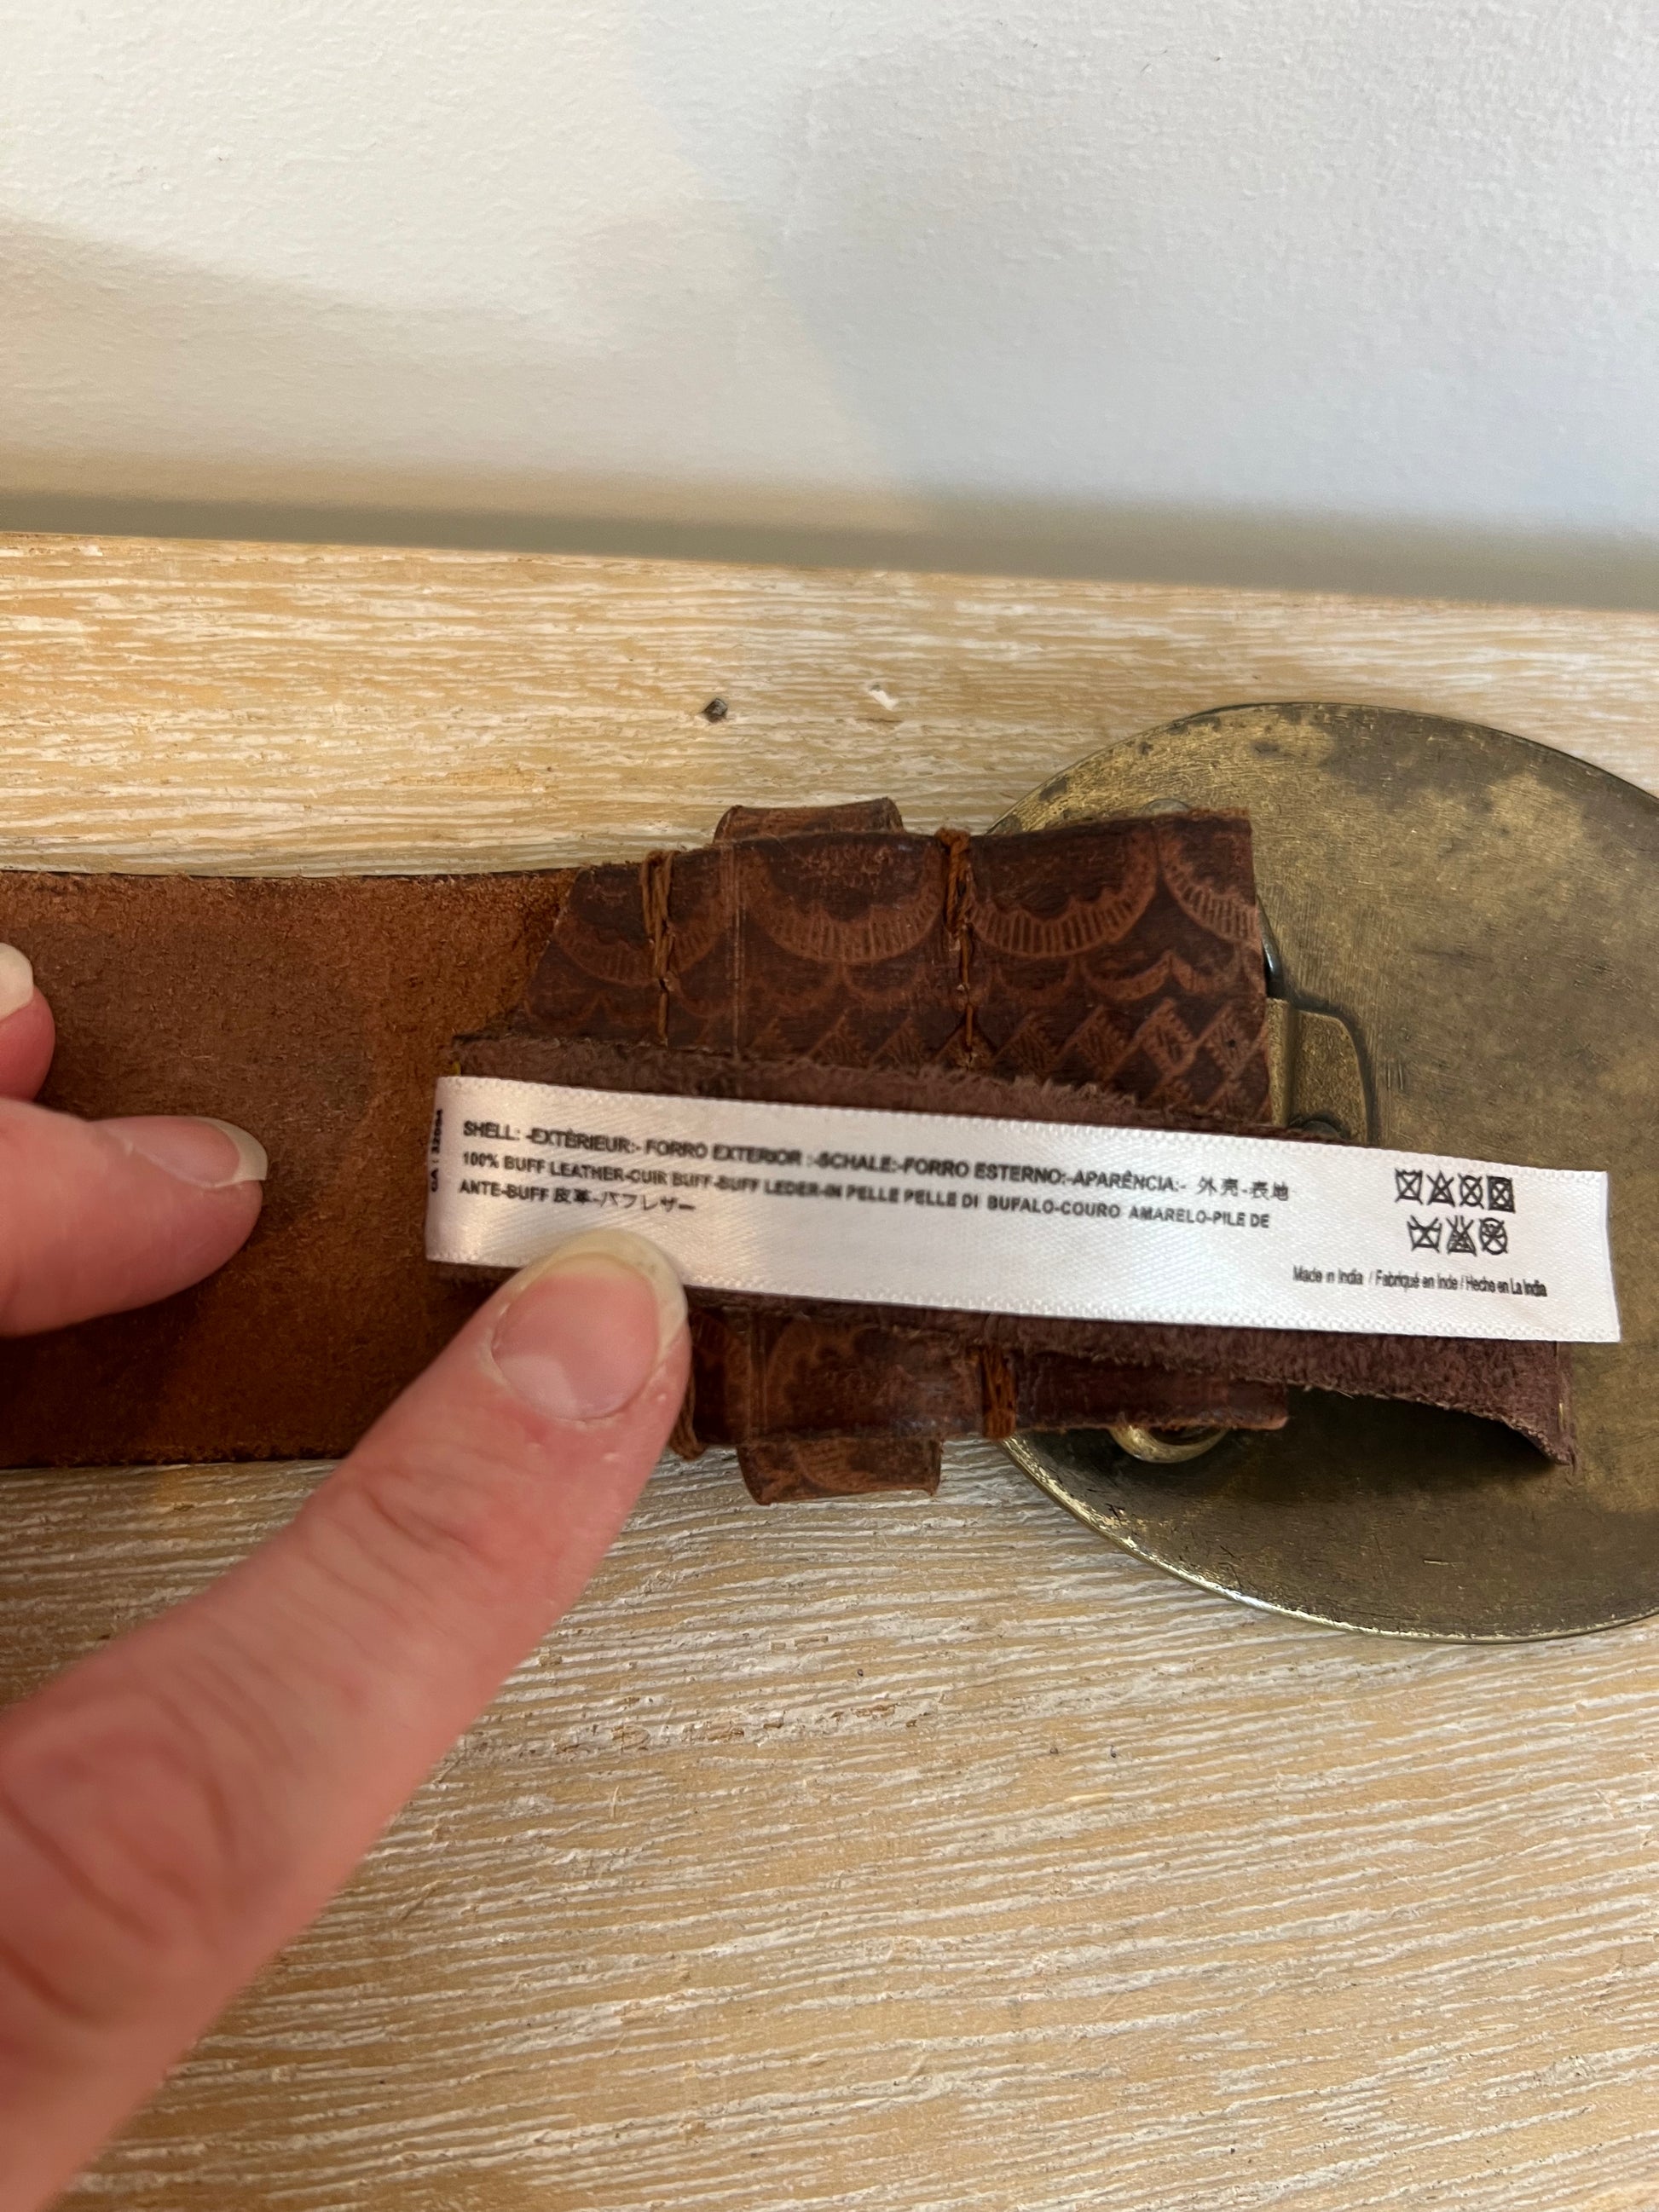 SHELL: -EXTÉRIEUR:- FORRO EXTERIOR :-SCHALE:-FORRO ESTERNO:-APARÊNCIA:- 外売-表地
100% BUFF LEATHER-CUIR BUFF-BUFF LEDER-IN PELLE PELLE DI BUFALO-COURO AMARELO-PILE DE
ANTE-BUFF 皮革-バフレザー
Made in India / Fabriqué en Inde / Hecho en La India